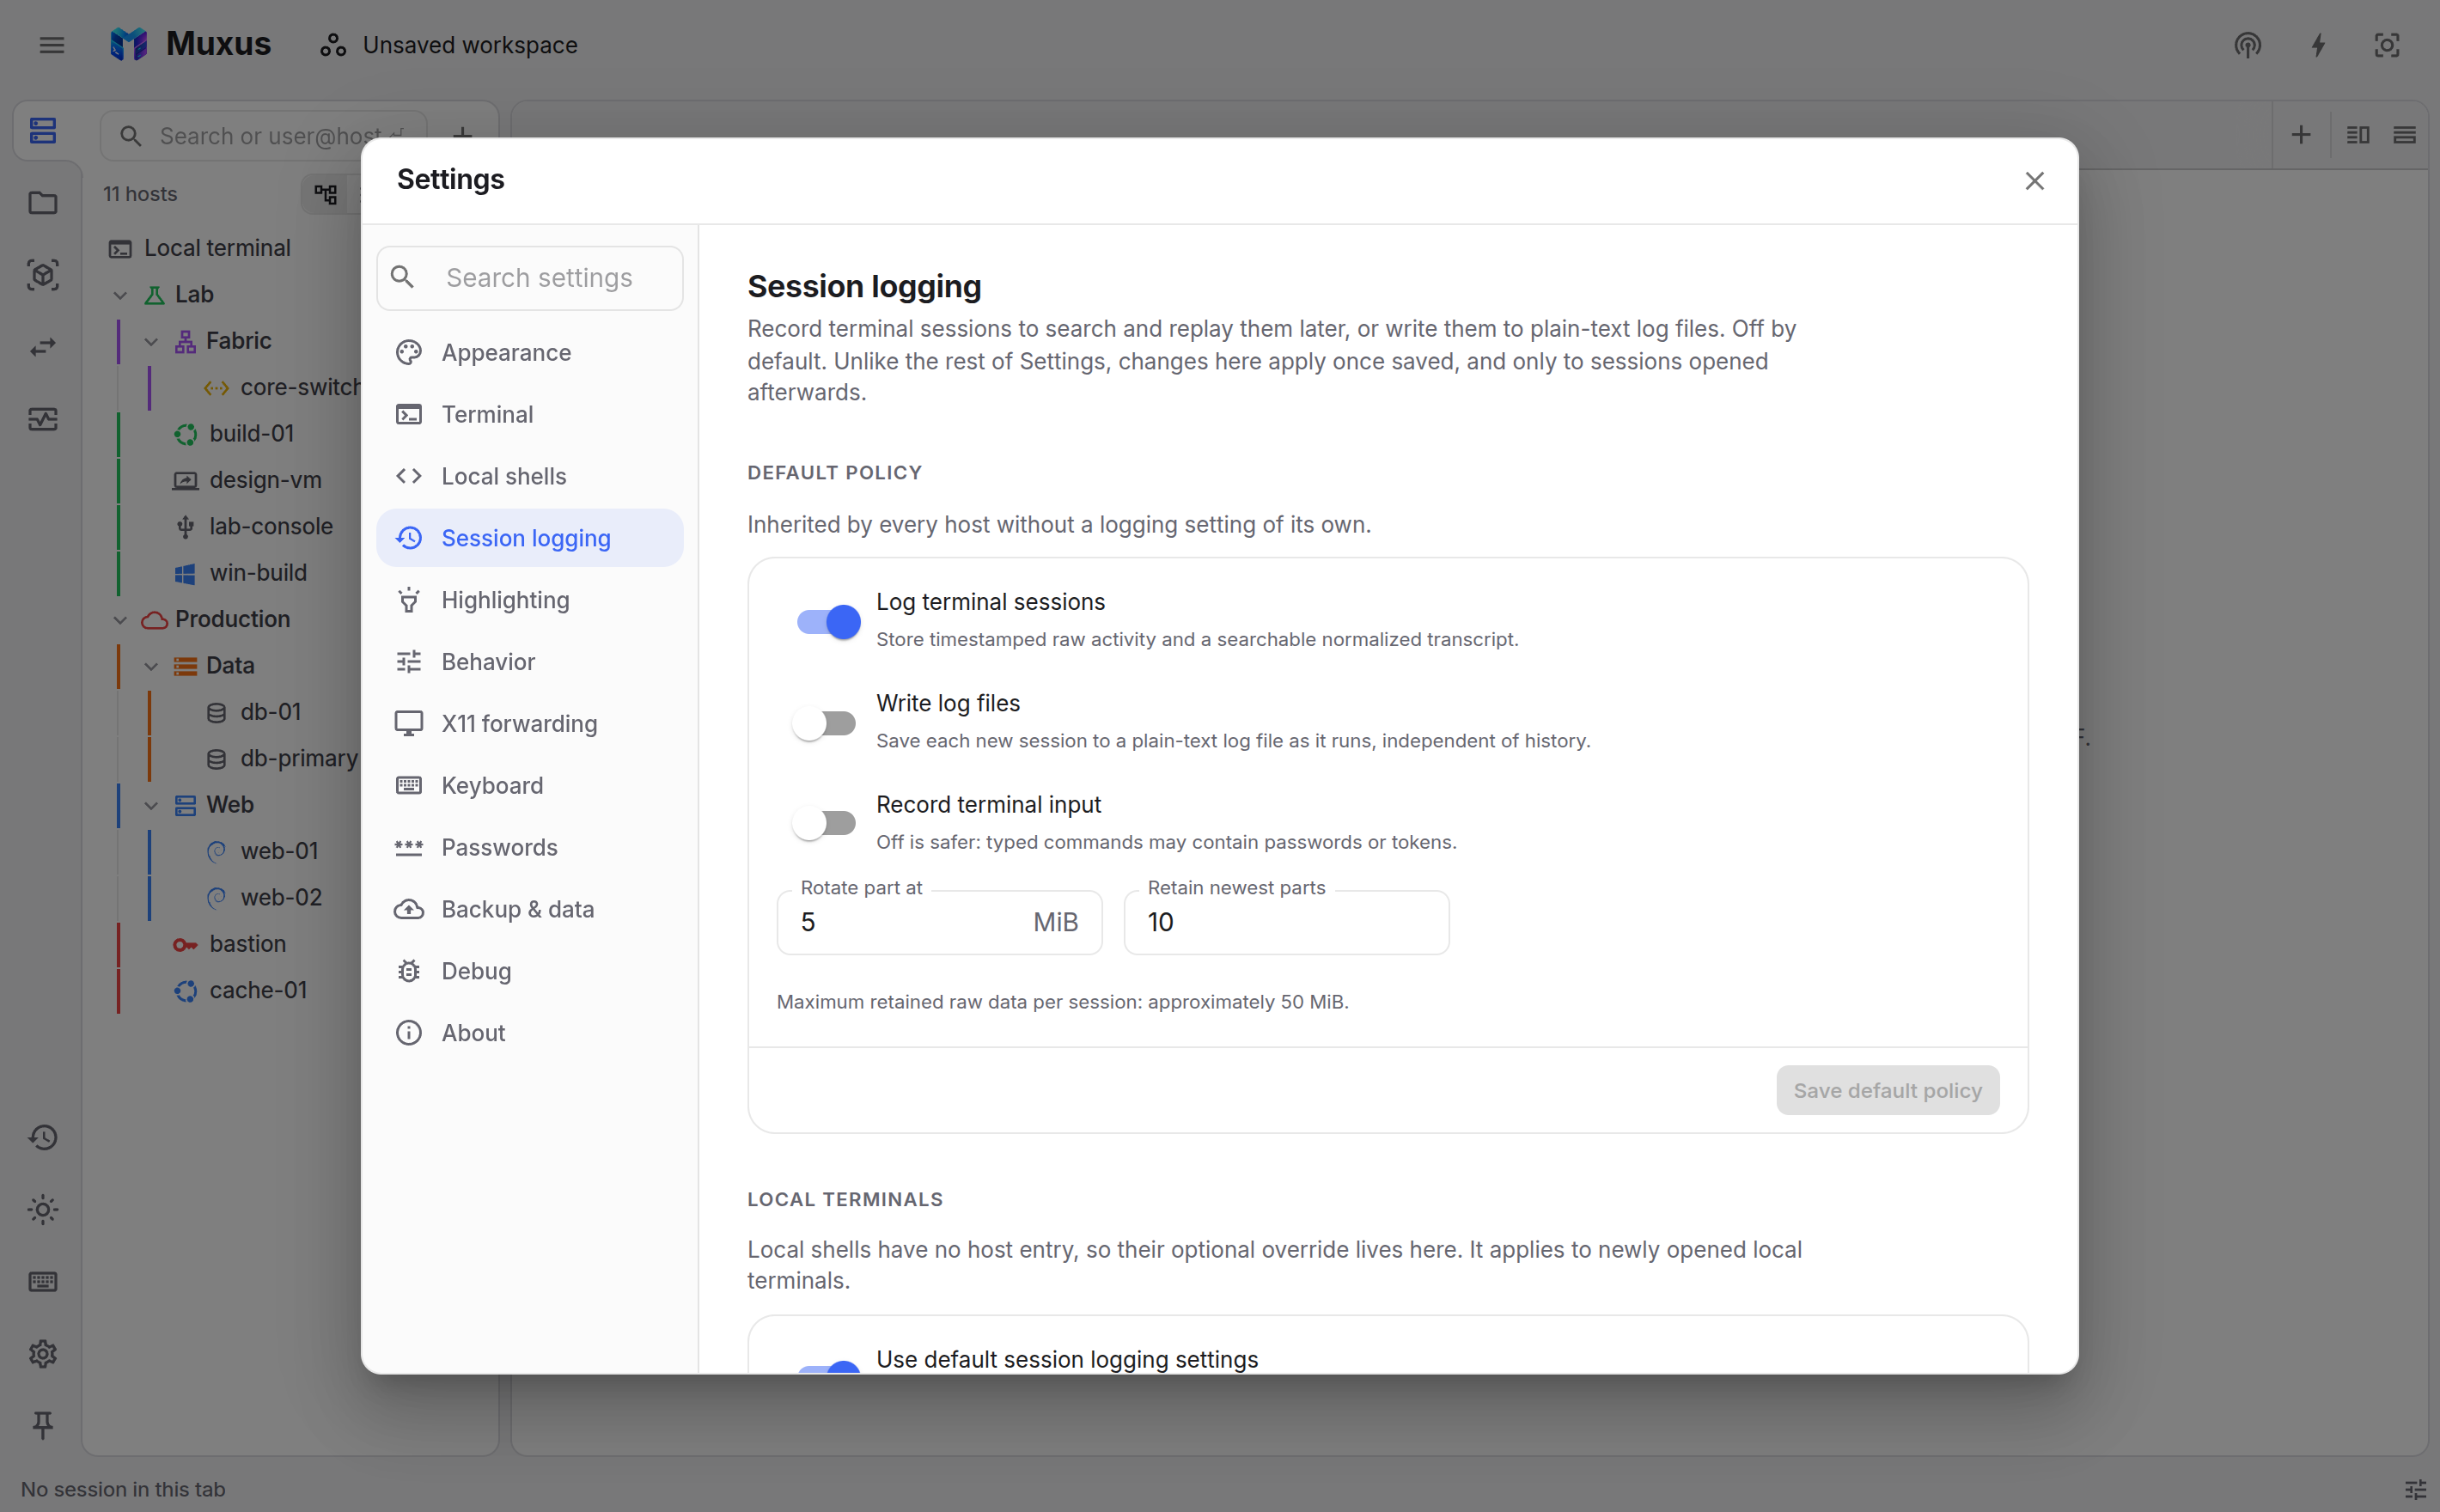 Muxus
Unsaved workspace
Search or user@host
11 hosts
Local terminal
Lab
Fabric
core-switch
build-01
design-vm
lab-console
win-build
Production
Data
db-01
db-primary
Web
web-01
web-02
bastion
cache-01
No session in this tab
Settings
Search settings
Appearance
Terminal
Local shells
Session logging
Highlighting
Behavior
X11 forwarding
Keyboard
Passwords
Backup & data
Debug
About
Session logging
Record terminal sessions to search and replay them later, or write them to plain-text log files. Off by
default. Unlike the rest of Settings, changes here apply once saved, and only to sessions opened
afterwards.
DEFAULT POLICY
Inherited by every host without a logging setting of its own.
Log terminal sessions
Store timestamped raw activity and a searchable normalized transcript.
Write log files
Save each new session to a plain-text log file as it runs, independent of history.
Record terminal input
Off is safer: typed commands may contain passwords or tokens.
Rotate part at
5 MiB
Retain newest parts
10
Maximum retained raw data per session: approximately 50 MiB.
Save default policy
LOCAL TERMINALS
Local shells have no host entry, so their optional override lives here. It applies to newly opened local
terminals.
Use default session logging settings